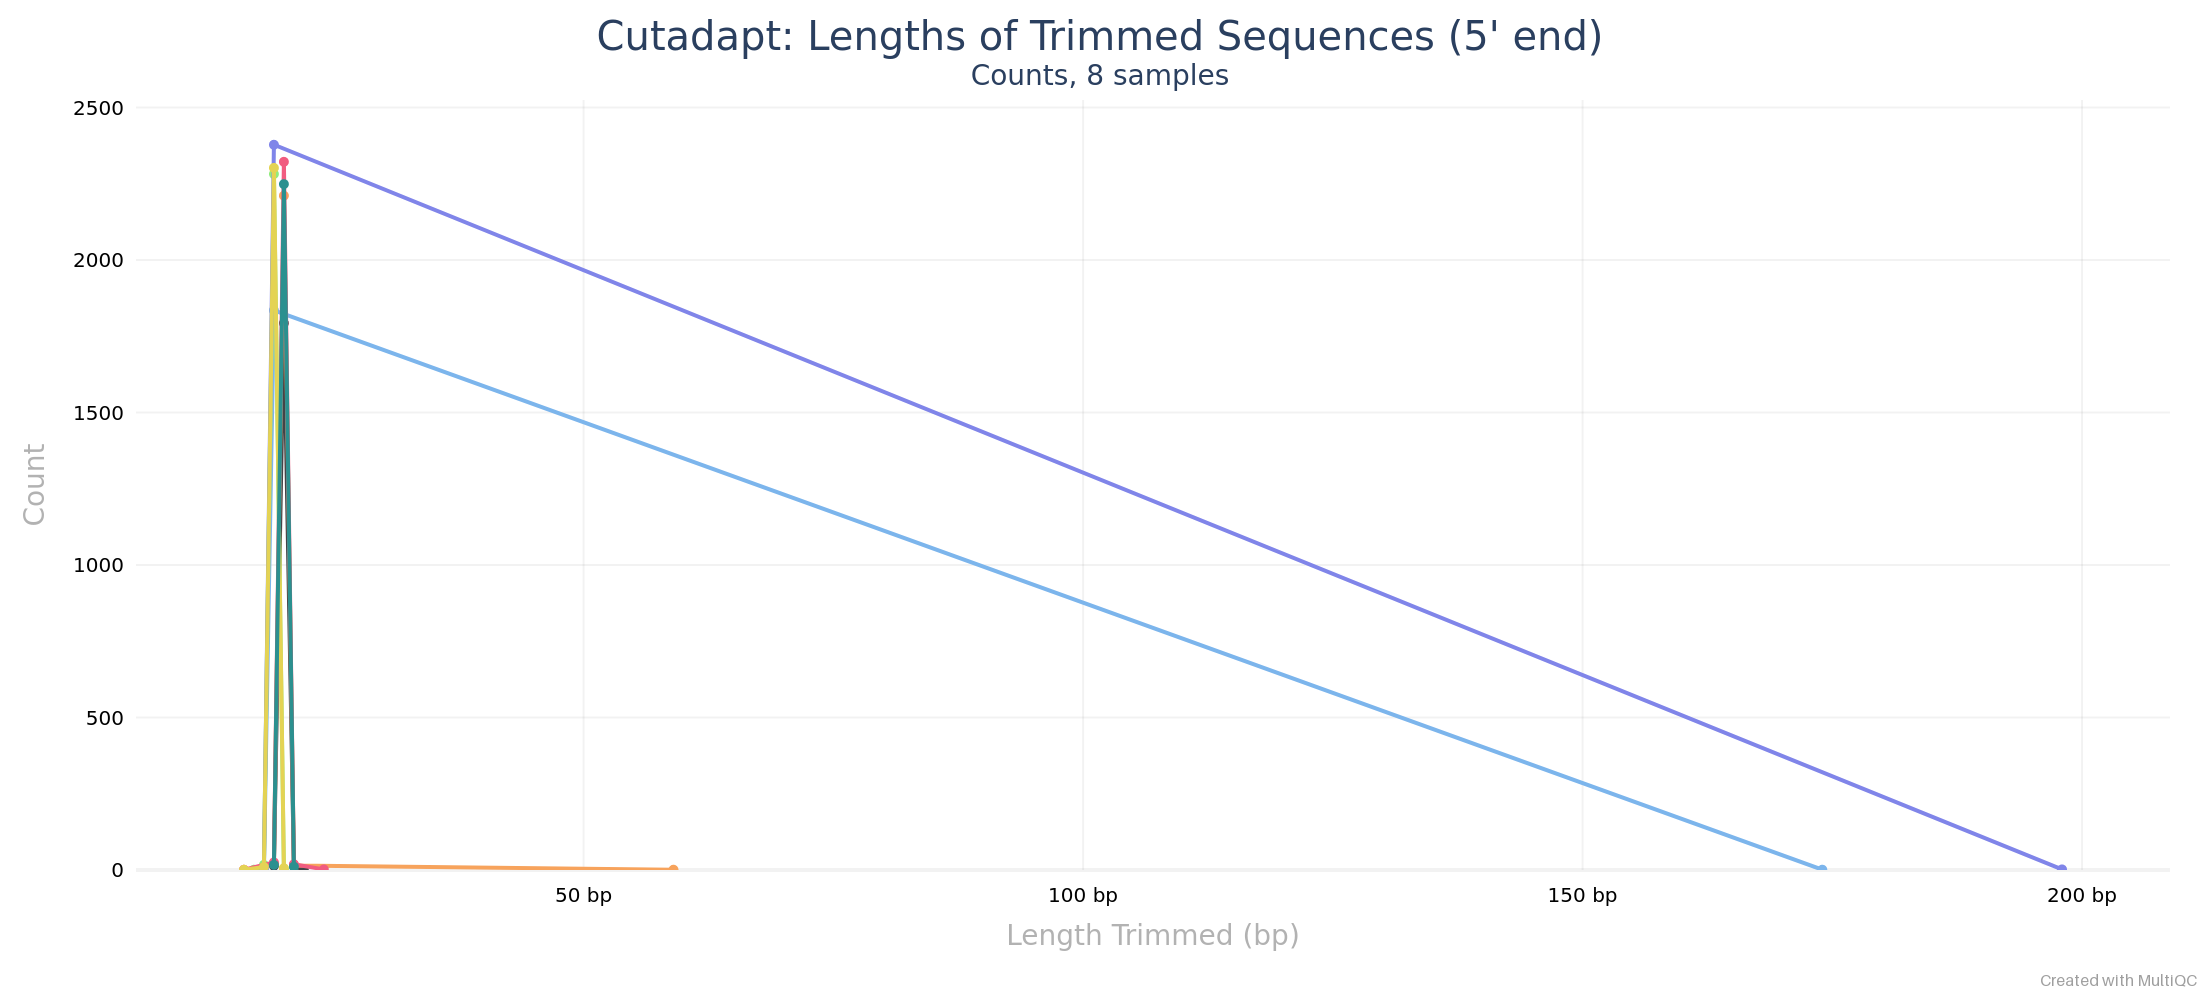 Cutadapt: Lengths of Trimmed Sequences (5' end)
Counts, 8 samples
2500
2000
1500
1000
500
0
Count
50 bp
100 bp
150 bp
200 bp
Length Trimmed (bp)
Created with MultiQC